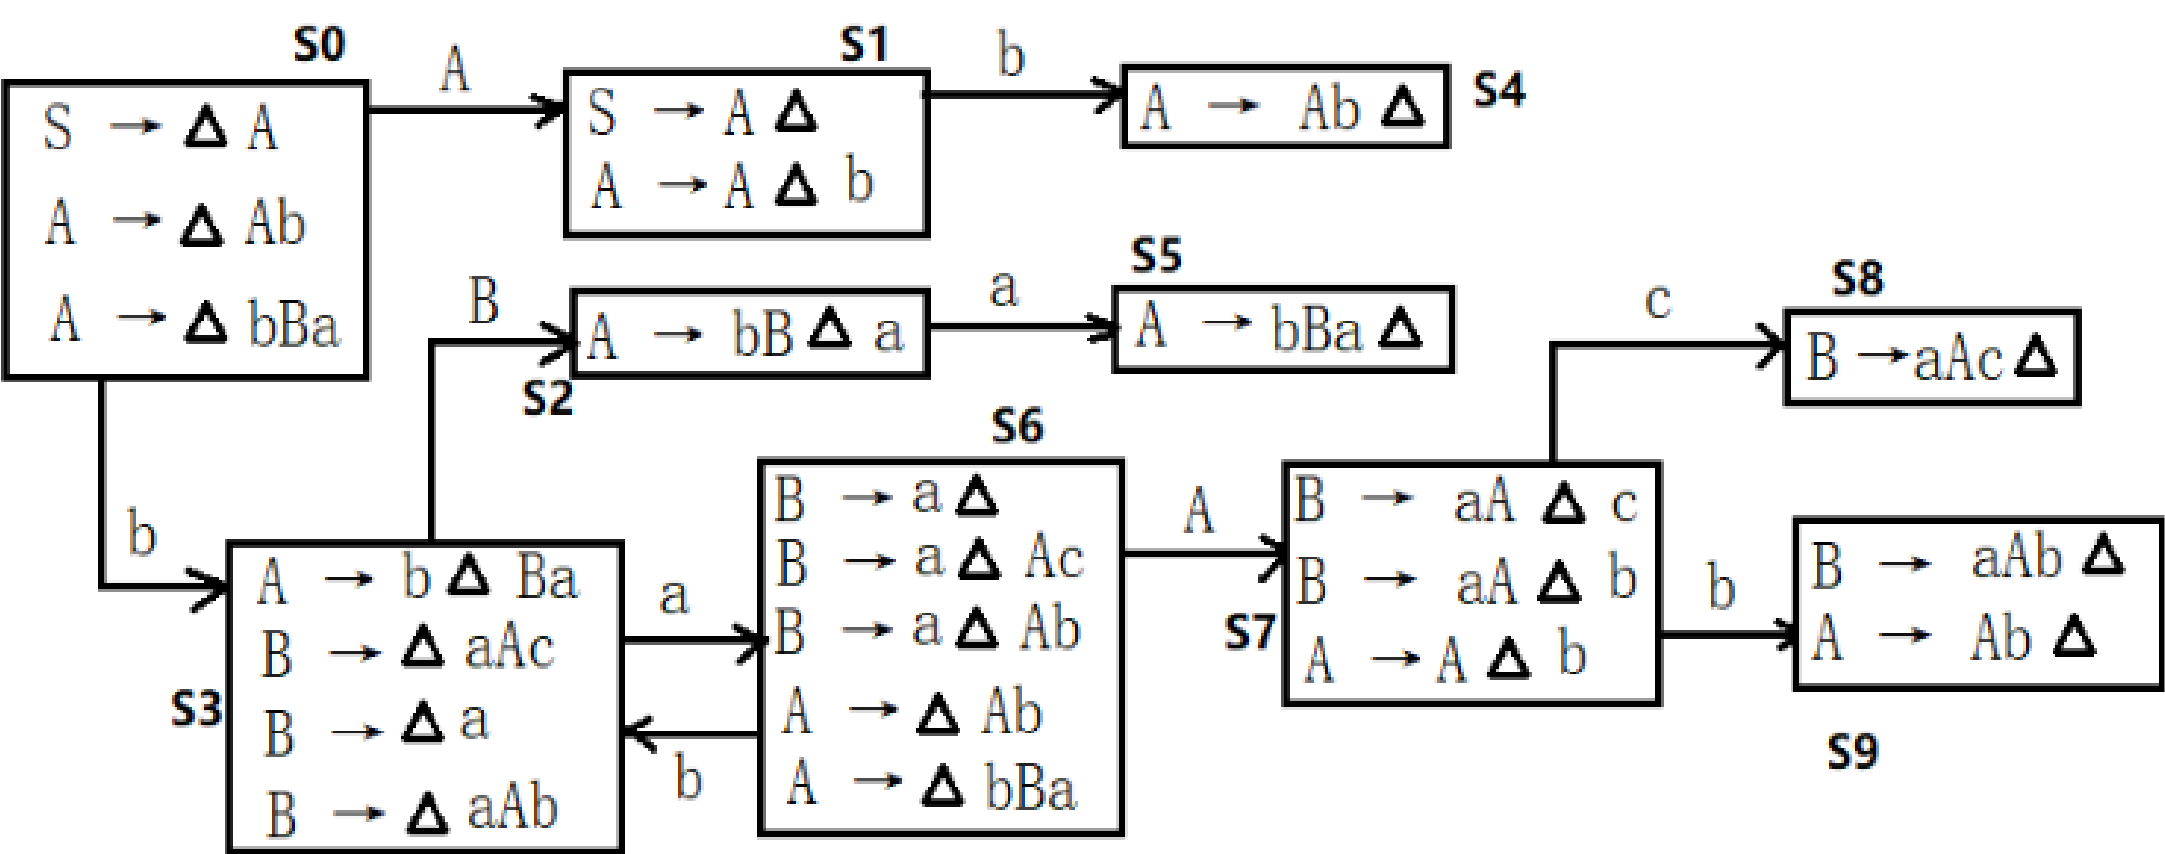 S0
S → Δ A
A → Δ Ab
A → Δ bBa
A
S1
S → A Δ
A → A Δ b
b
A → Ab Δ
S4
B
S2
A → bB Δ a
a
S5
A → bBa Δ
b
S3
A → b Δ Ba
B → Δ aAc
B → Δ a
B → Δ aAb
a
b
S6
B → a Δ
B → a Δ Ac
B → a Δ Ab
A → Δ Ab
A → Δ bBa
A
S7
B → aA Δ c
B → aA Δ b
A → A Δ b
c
S8
B → aAc Δ
b
B → aAb Δ
A → Ab Δ
S9